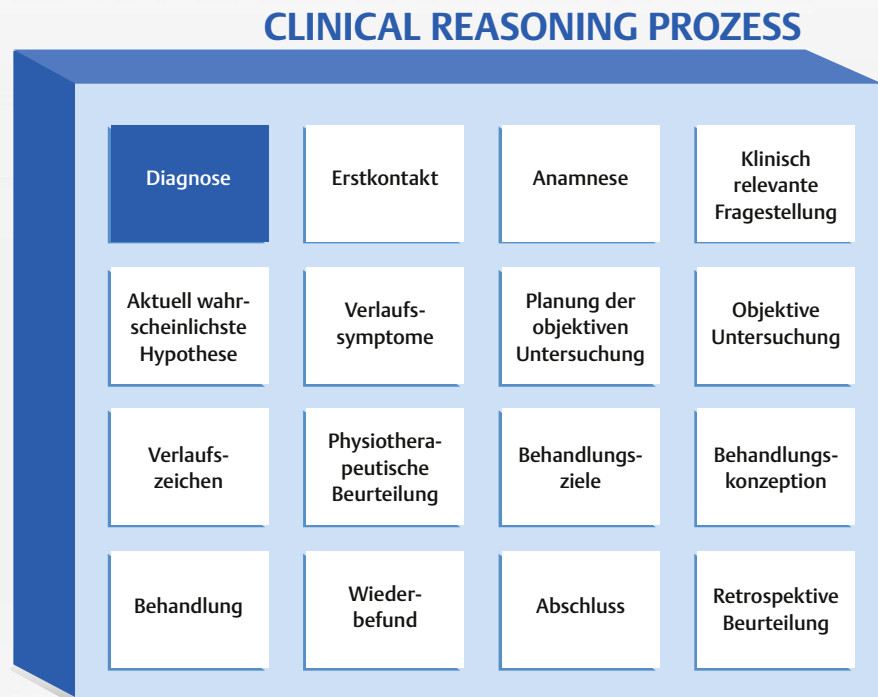 CLINICAL REASONING PROZESS
Diagnose
Erstkontakt
Anamnese
Klinisch
relevante
Fragestellung
Aktuell wahr-
scheinlichste
Hypothese
Verlaufs-
symptome
Planung der
objektiven
Untersuchung
Objektive
Untersuchung
Verlaufs-
zeichen
Physiothera-
peutische
Beurteilung
Behandlungs-
ziele
Behandlungs-
konzeption
Behandlung
Wieder-
befund
Abschluss
Retrospektive
Beurteilung